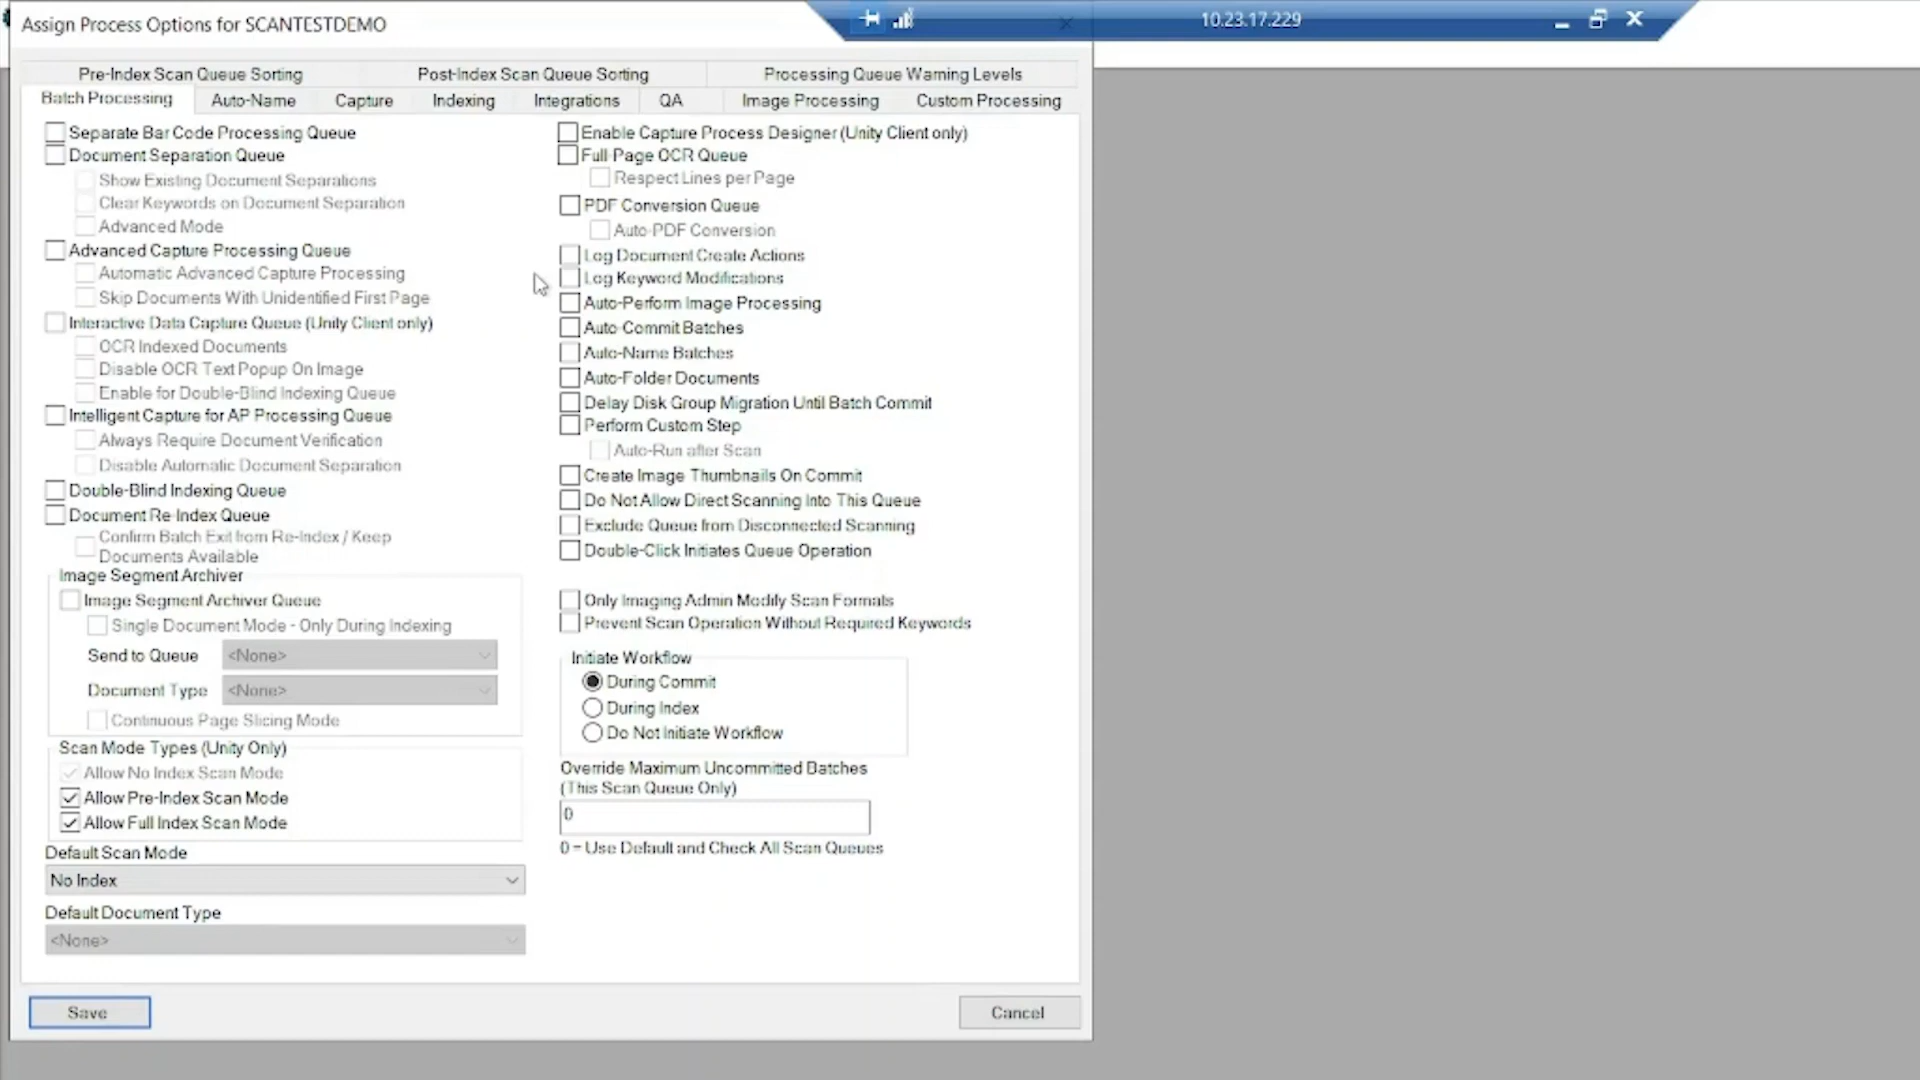 Assign Process Options for SCANTESTDEMO
10.23.17.229
Pre-Index Scan Queue Sorting
Post-Index Scan Queue Sorting
Processing Queue Warning Levels
Batch Processing
Auto-Name
Capture
Indexing
Integrations
QA
Image Processing
Custom Processing
Separate Bar Code Processing Queue
Document Separation Queue
Show Existing Document Separations
Clear Keywords on Document Separation
Advanced Mode
Advanced Capture Processing Queue
Automatic Advanced Capture Processing
Skip Documents With Unidentified First Page
Interactive Data Capture Queue (Unity Client only)
OCR Indexed Documents
Disable OCR Text Popup On Image
Enable for Double-Blind Indexing Queue
Intelligent Capture for AP Processing Queue
Always Require Document Verification
Disable Automatic Document Separation
Double-Blind Indexing Queue
Document Re-Index Queue
Confirm Batch Exit from Re-Index / Keep
Documents Available
Image Segment Archiver
Image Segment Archiver Queue
Single Document Mode - Only During Indexing
Send to Queue
<None>
Document Type
<None>
Continuous Page Slicing Mode
Scan Mode Types (Unity Only)
Allow No Index Scan Mode
Allow Pre-Index Scan Mode
Allow Full Index Scan Mode
Default Scan Mode
No Index
Default Document Type
<None>
Enable Capture Process Designer (Unity Client only)
Full-Page OCR Queue
Respect Lines per Page
PDF Conversion Queue
Auto-PDF Conversion
Log Document Create Actions
Log Keyword Modifications
Auto-Perform Image Processing
Auto-Commit Batches
Auto-Name Batches
Auto-Folder Documents
Delay Disk Group Migration Until Batch Commit
Perform Custom Step
Auto-Run after Scan
Create Image Thumbnails On Commit
Do Not Allow Direct Scanning Into This Queue
Exclude Queue from Disconnected Scanning
Double-Click Initiates Queue Operation
Only Imaging Admin Modify Scan Formats
Prevent Scan Operation Without Required Keywords
Initiate Workflow
During Commit
During Index
Do Not Initiate Workflow
Override Maximum Uncommitted Batches
(This Scan Queue Only)
0
0 = Use Default and Check All Scan Queues
Save
Cancel